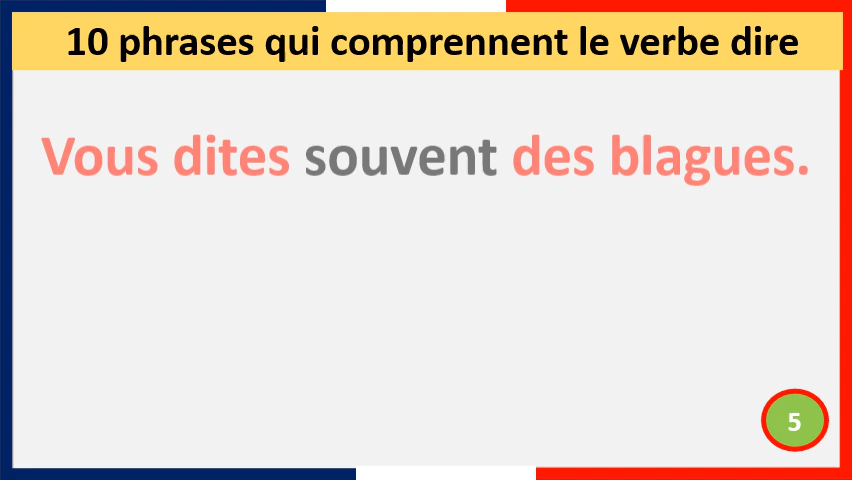 10 phrases qui comprennent le verbe dire
Vous dites souvent des blagues.
5